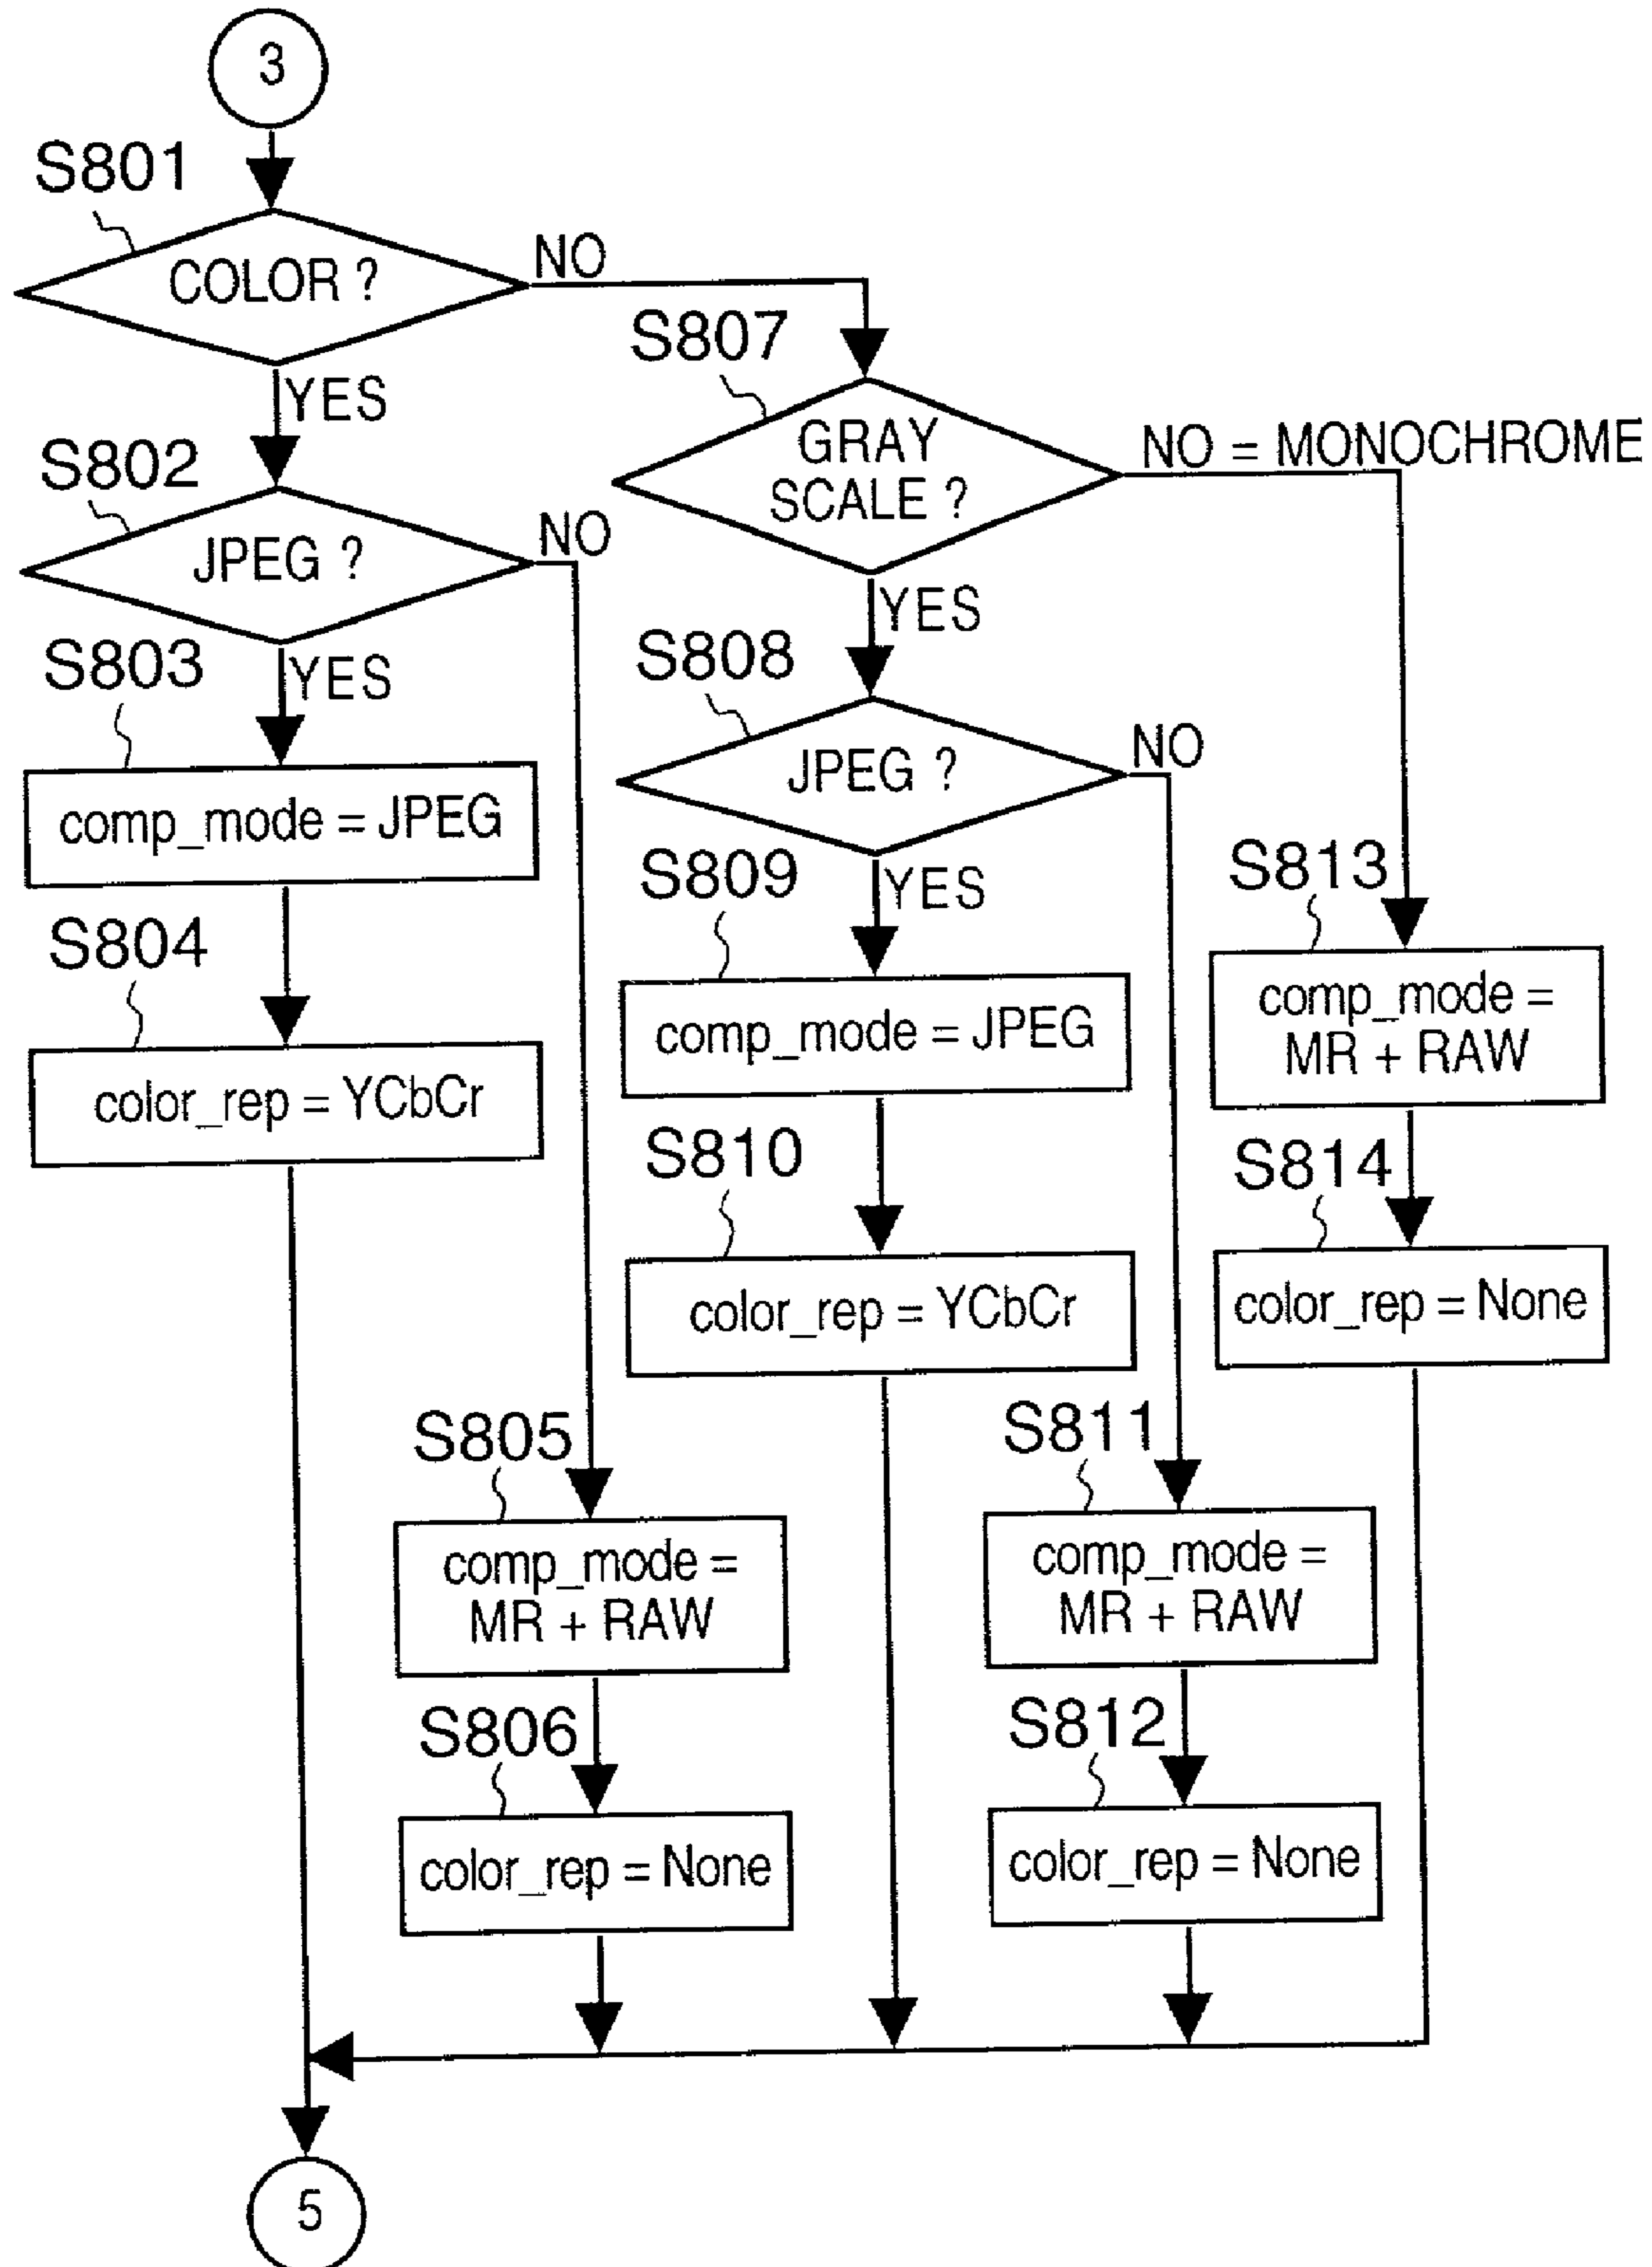 3
S801
COLOR ?
NO
YES
S807
GRAY
SCALE ?
NO = MONOCHROME
YES
S802
JPEG ?
NO
YES
S803
comp_mode = JPEG
S804
color_rep = YCbCr
S805
comp_mode =
MR + RAW
S806
color_rep = None
S808
JPEG ?
NO
YES
S809
comp_mode = JPEG
S810
color_rep = YCbCr
S811
comp_mode =
MR + RAW
S812
color_rep = None
S813
comp_mode =
MR + RAW
S814
color_rep = None
5